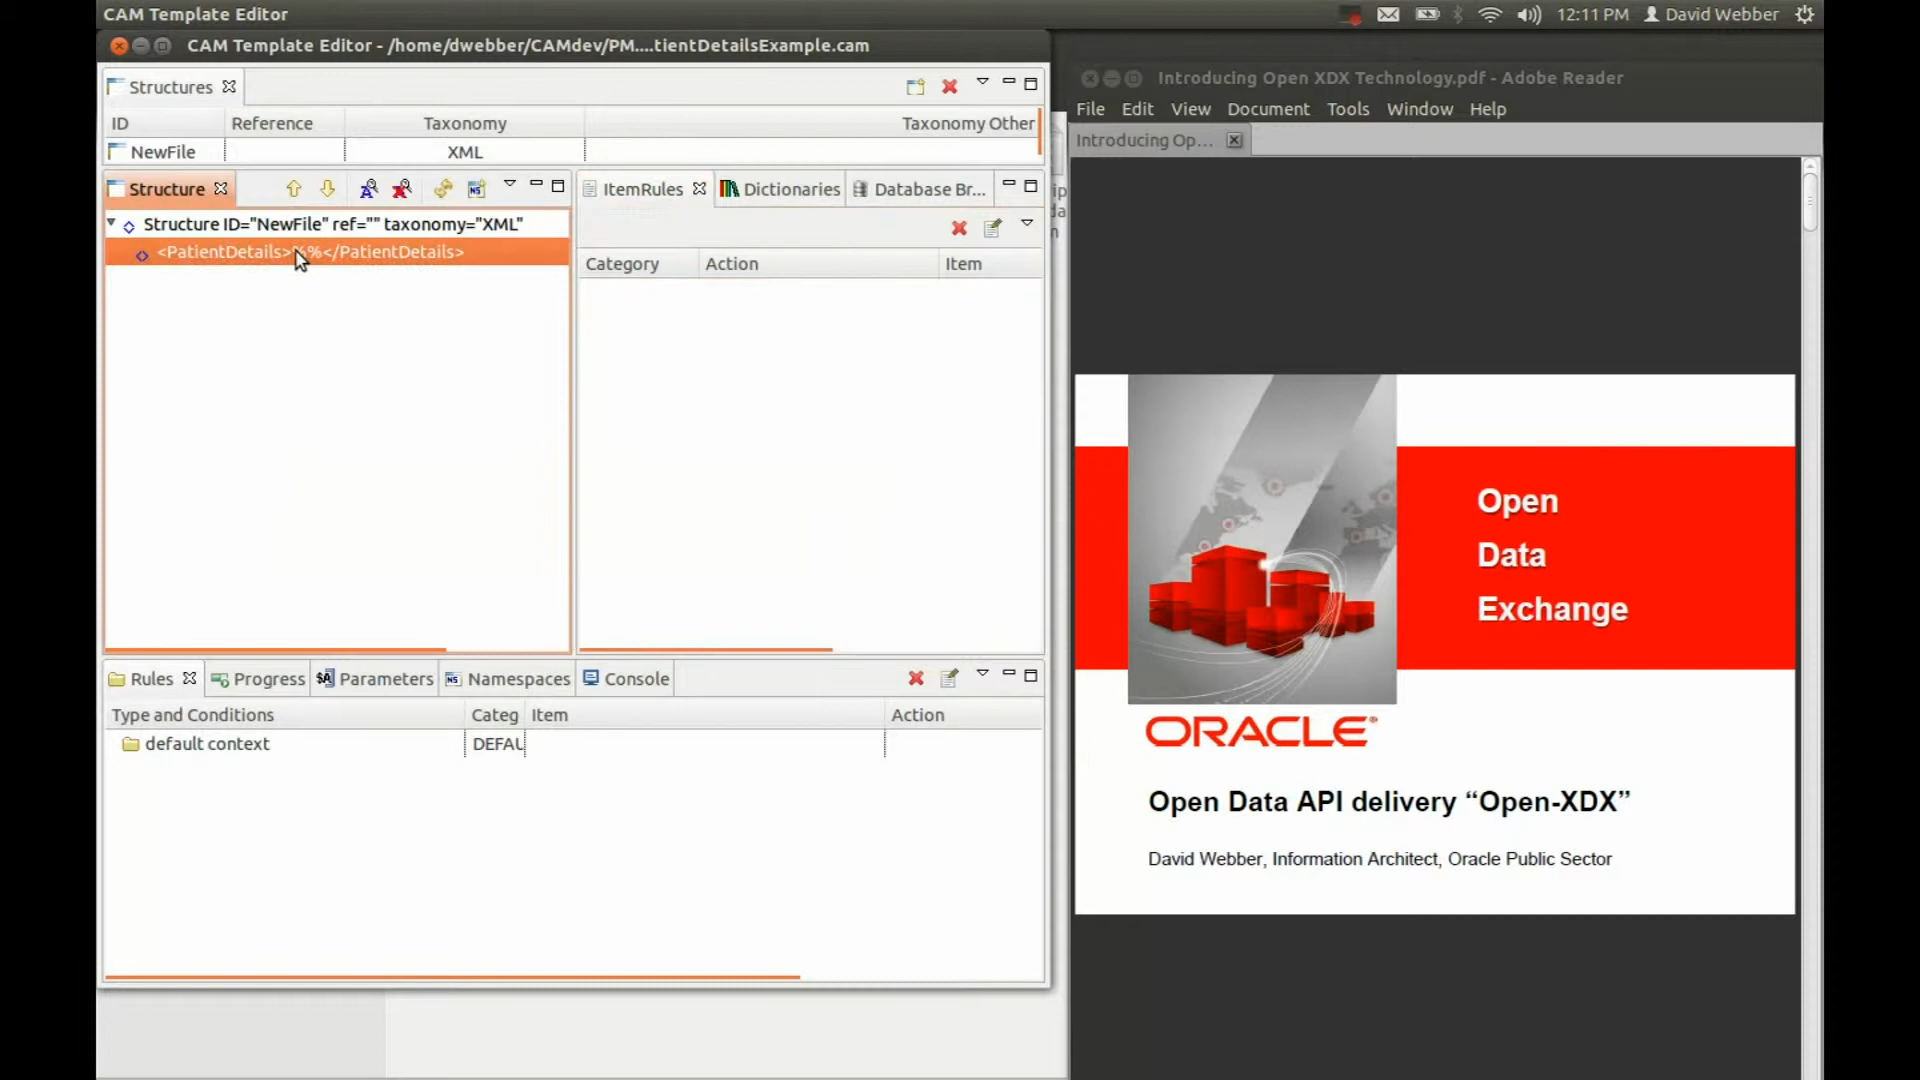 CAM Template Editor
12:11 PM David Webber
CAM Template Editor - /home/dwebber/CAMdev/PM....tientDetailsExample.cam
Structures
ID Reference Taxonomy Taxonomy Other
NewFile XML
Structure
Structure ID="NewFile" ref="" taxonomy="XML"
<PatientDetails>%%</PatientDetails>
ItemRules Dictionaries Database Br...
Category Action Item
Rules Progress Parameters Namespaces Console
Type and Conditions Categ Item Action
default context DEFAU
Introducing Open XDX Technology.pdf - Adobe Reader
File Edit View Document Tools Window Help
Introducing Op...
Open
Data
Exchange
ORACLE®
Open Data API delivery “Open-XDX”
David Webber, Information Architect, Oracle Public Sector